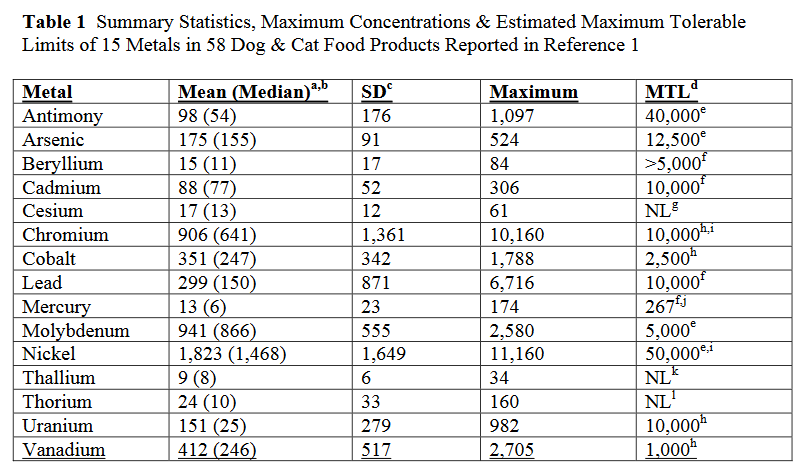 Table 1 Summary Statistics, Maximum Concentrations & Estimated Maximum Tolerable
Limits of 15 Metals in 58 Dog & Cat Food Products Reported in Reference 1
Metal Mean (Median)a,b SDc Maximum MTLd
Antimony 98 (54) 176 1,097 40,000e
Arsenic 175 (155) 91 524 12,500e
Beryllium 15 (11) 17 84 >5,000f
Cadmium 88 (77) 52 306 10,000f
Cesium 17 (13) 12 61 NLg
Chromium 906 (641) 1,361 10,160 10,000h,i
Cobalt 351 (247) 342 1,788 2,500h
Lead 299 (150) 871 6,716 10,000f
Mercury 13 (6) 23 174 267f,j
Molybdenum 941 (866) 555 2,580 5,000e
Nickel 1,823 (1,468) 1,649 11,160 50,000e,i
Thallium 9 (8) 6 34 NLk
Thorium 24 (10) 33 160 NLl
Uranium 151 (25) 279 982 10,000h
Vanadium 412 (246) 517 2,705 1,000h